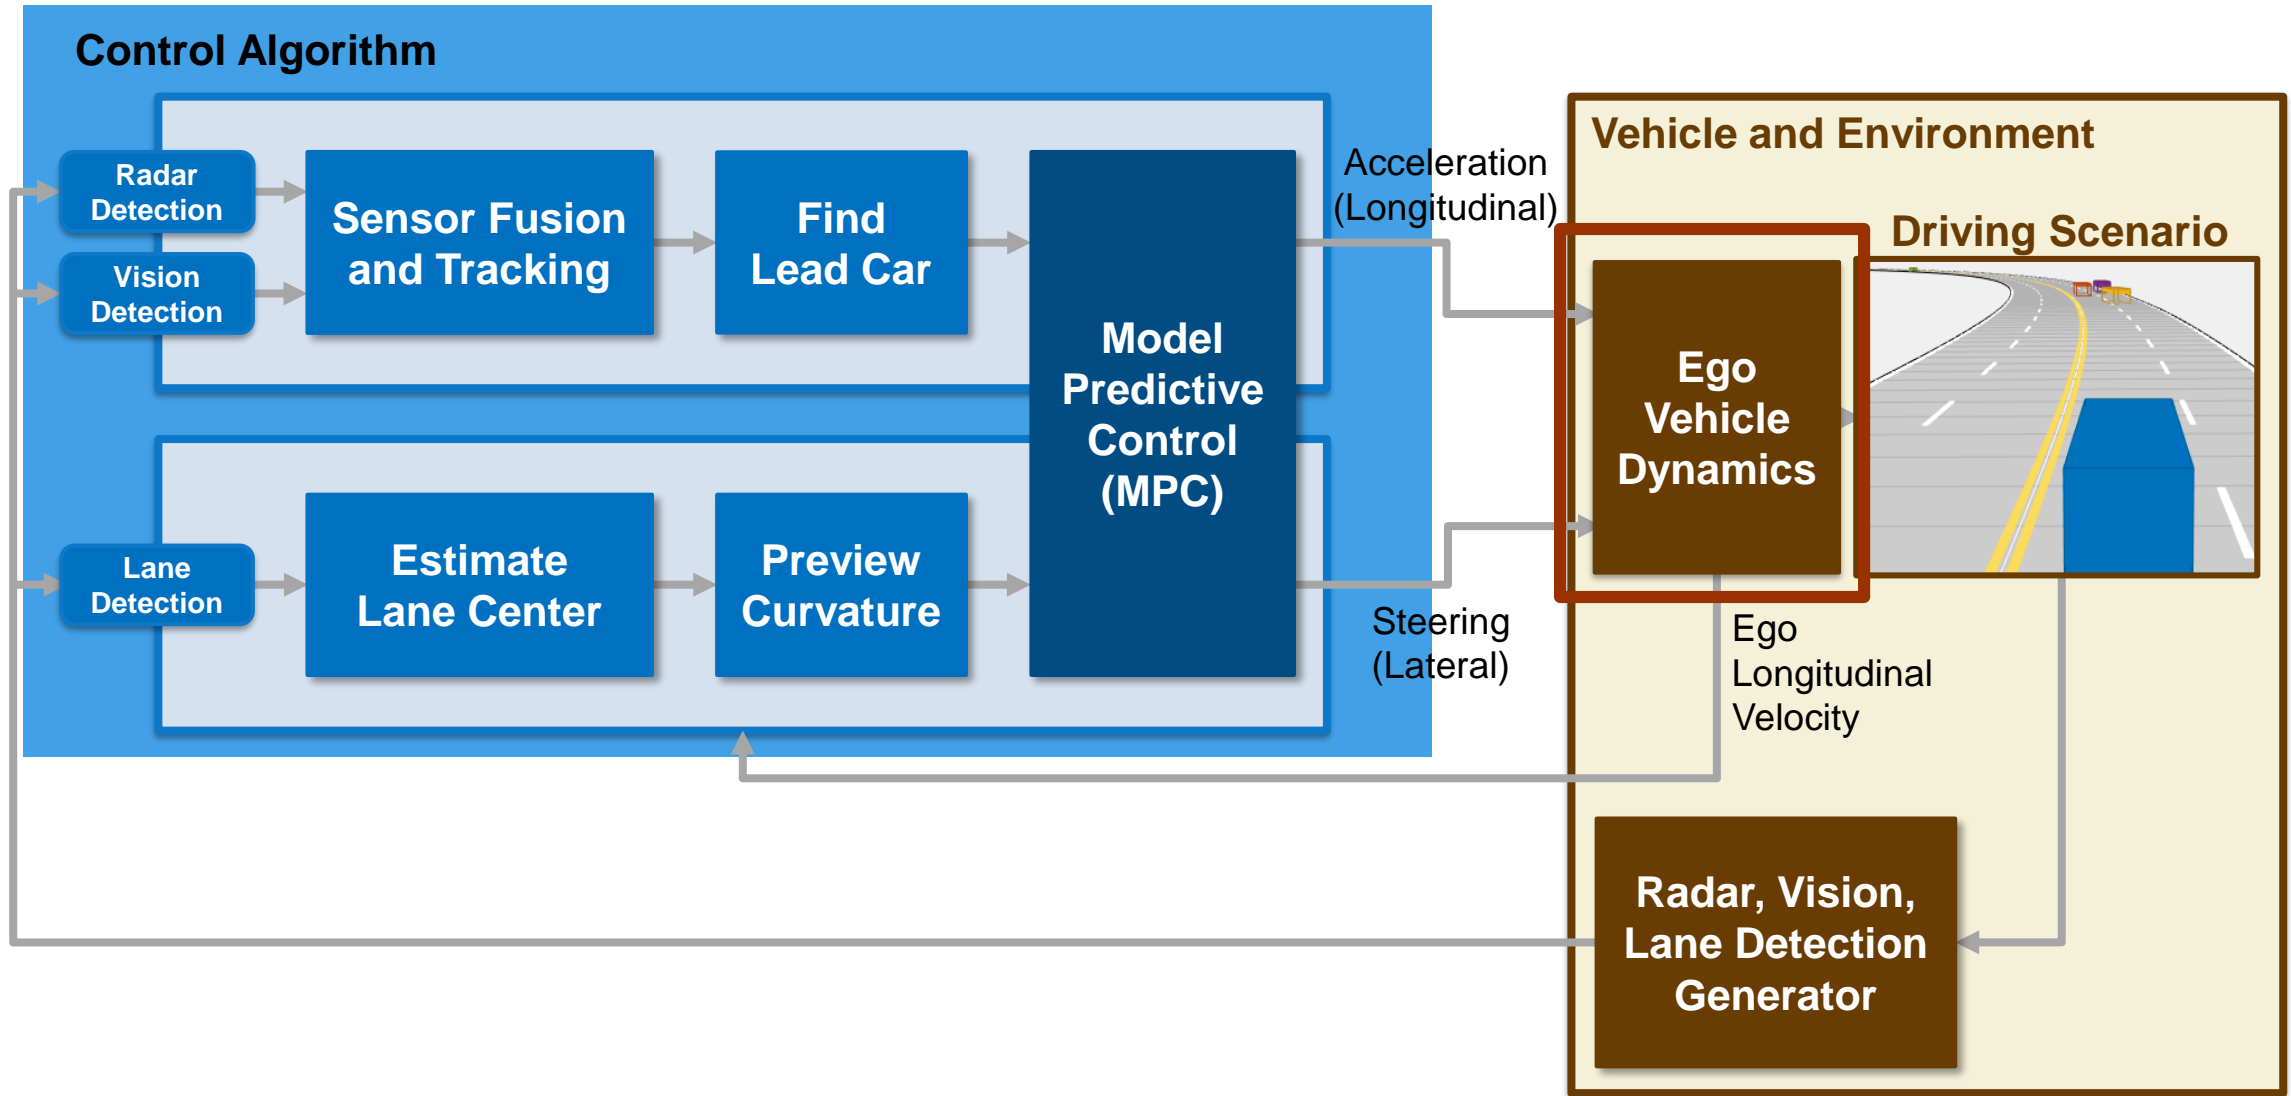 Control Algorithm
Radar
Detection
Vision
Detection
Sensor Fusion
and Tracking
Find
Lead Car
Model
Predictive
Control
(MPC)
Lane
Detection
Estimate
Lane Center
Preview
Curvature
Acceleration
(Longitudinal)
Steering
(Lateral)
Vehicle and Environment
Driving Scenario
Ego
Vehicle
Dynamics
Ego
Longitudinal
Velocity
Radar, Vision,
Lane Detection
Generator